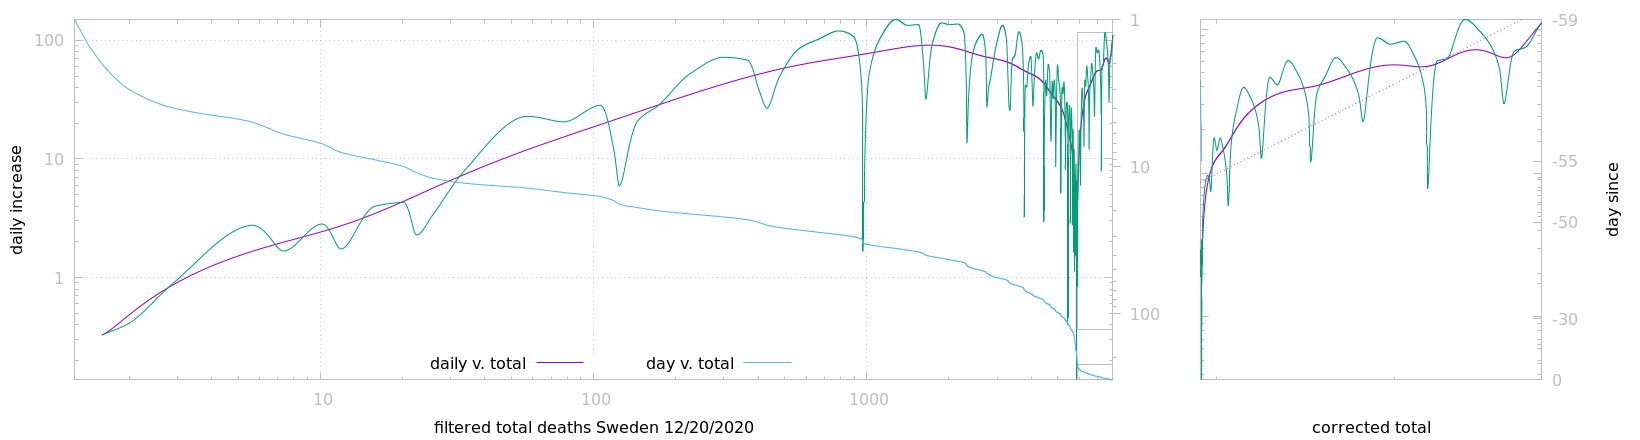 daily increase
100
10
1
10
100
1000
filtered total deaths Sweden 12/20/2020
daily v. total
day v. total
1
10
100
corrected total
-59
-55
-50
-30
0
day since